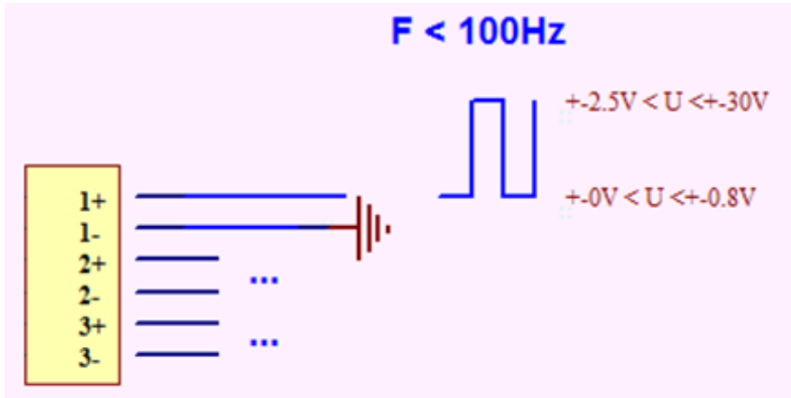 F < 100Hz
+-2.5V < U <+-30V
+-0V < U <+-0.8V
1+
1-
2+
...
2-
3+
...
3-